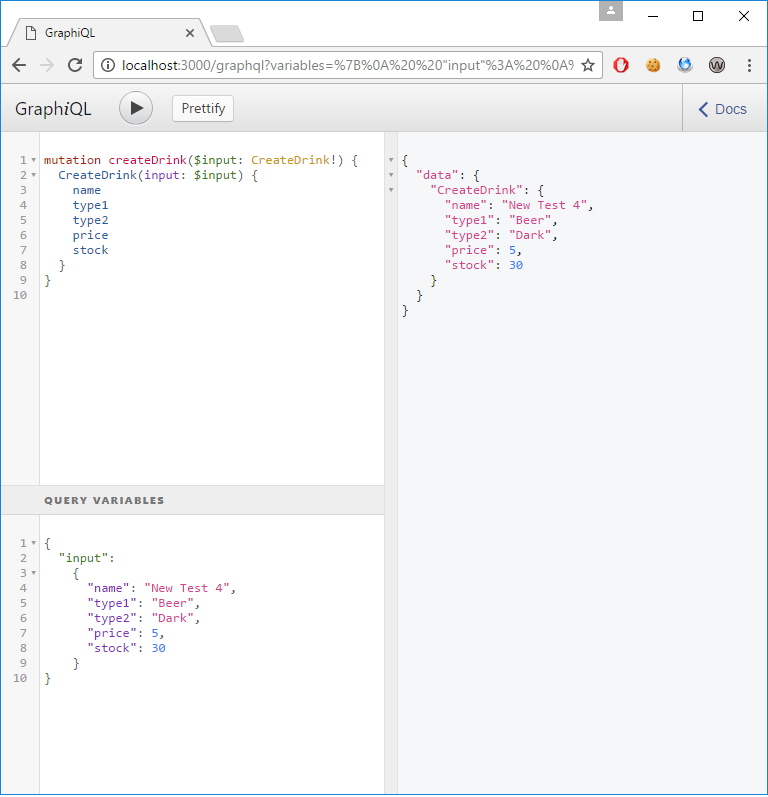 GraphiQL
localhost:3000/graphql?variables=%7B%0A%20%20"input"%3A%20%0A%
GraphiQL
Prettify
Docs
1 mutation createDrink($input: CreateDrink!) {
2 CreateDrink(input: $input) {
3 name
4 type1
5 type2
6 price
7 stock
8 }
9 }
10
QUERY VARIABLES
1 {
2 "input":
3 {
4 "name": "New Test 4",
5 "type1": "Beer",
6 "type2": "Dark",
7 "price": 5,
8 "stock": 30
9 }
10 }
{
"data": {
"CreateDrink": {
"name": "New Test 4",
"type1": "Beer",
"type2": "Dark",
"price": 5,
"stock": 30
}
}
}